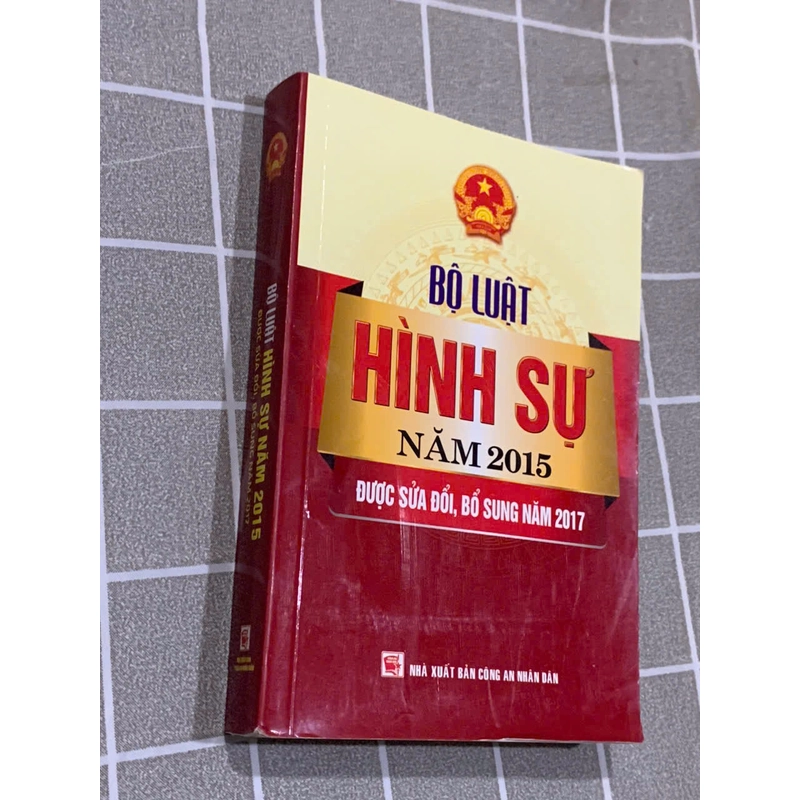 BỘ LUẬT
HÌNH SỰ
NĂM 2015
ĐƯỢC SỬA ĐỔI, BỔ SUNG NĂM 2017
NHÀ XUẤT BẢN CÔNG AN NHÂN DÂN
BỘ LUẬT HÌNH SỰ NĂM 2015
ĐƯỢC SỬA ĐỔI, BỔ SUNG NĂM 2017